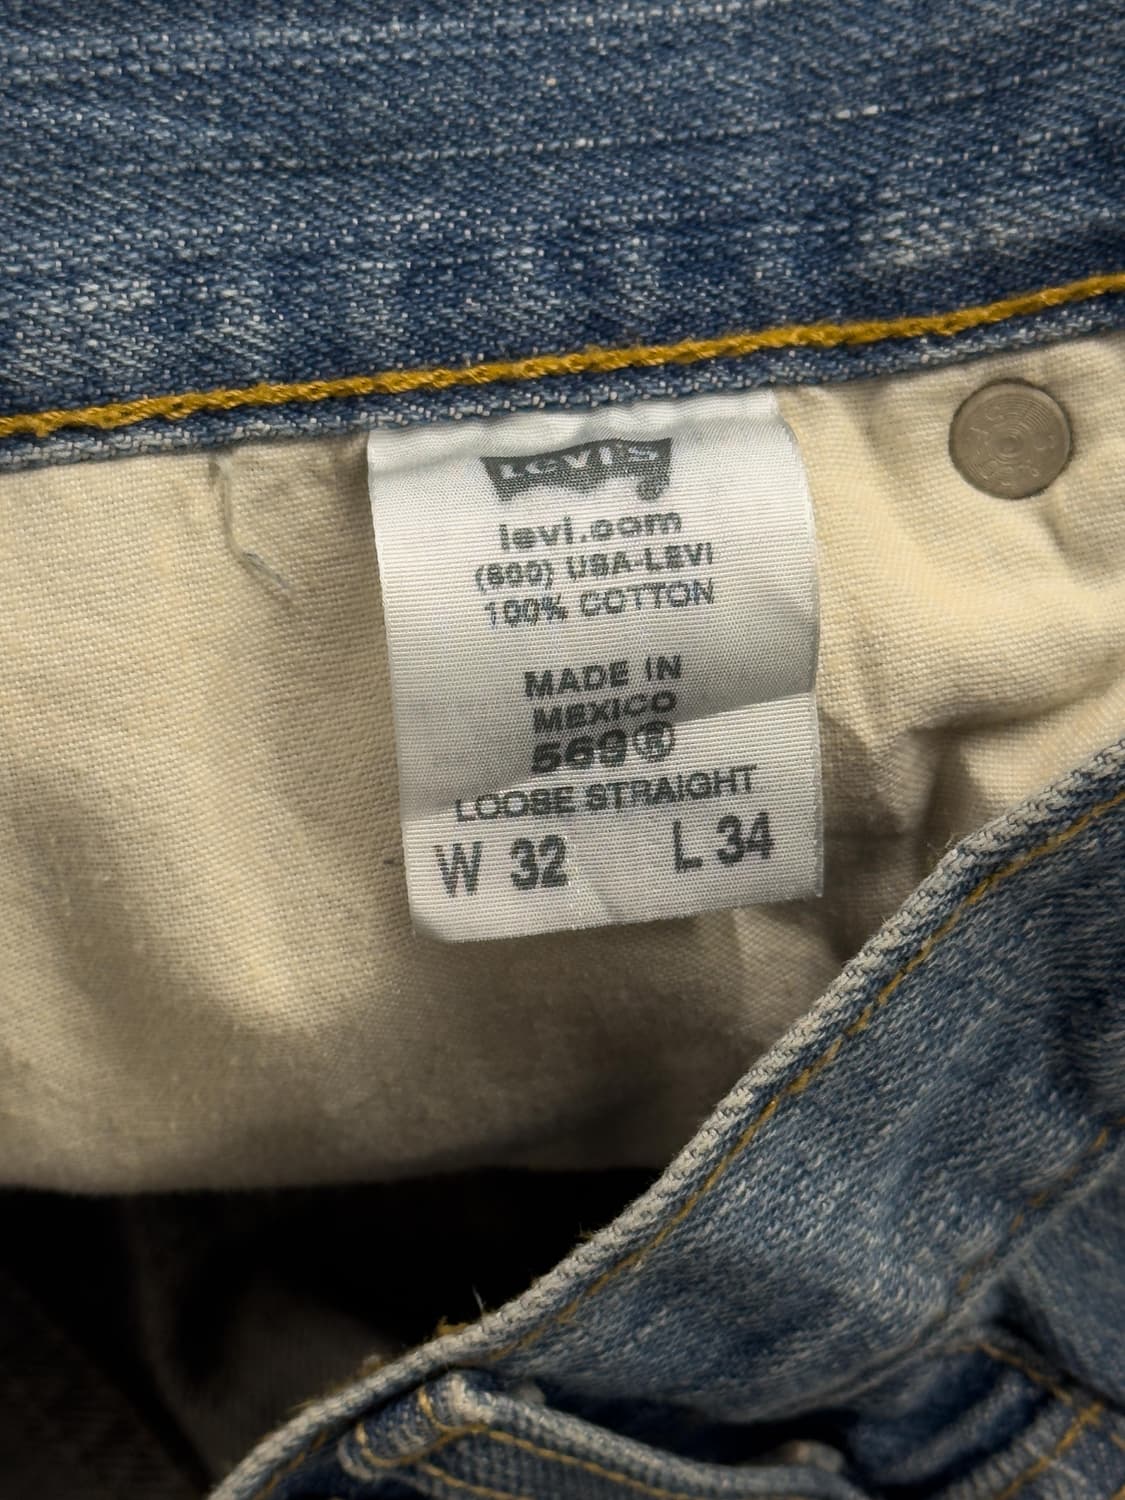 Levi's
levi.com
(800) USA-LEVI
100% COTTON
MADE IN
MEXICO
569®
LOOSE STRAIGHT
W 32 L 34